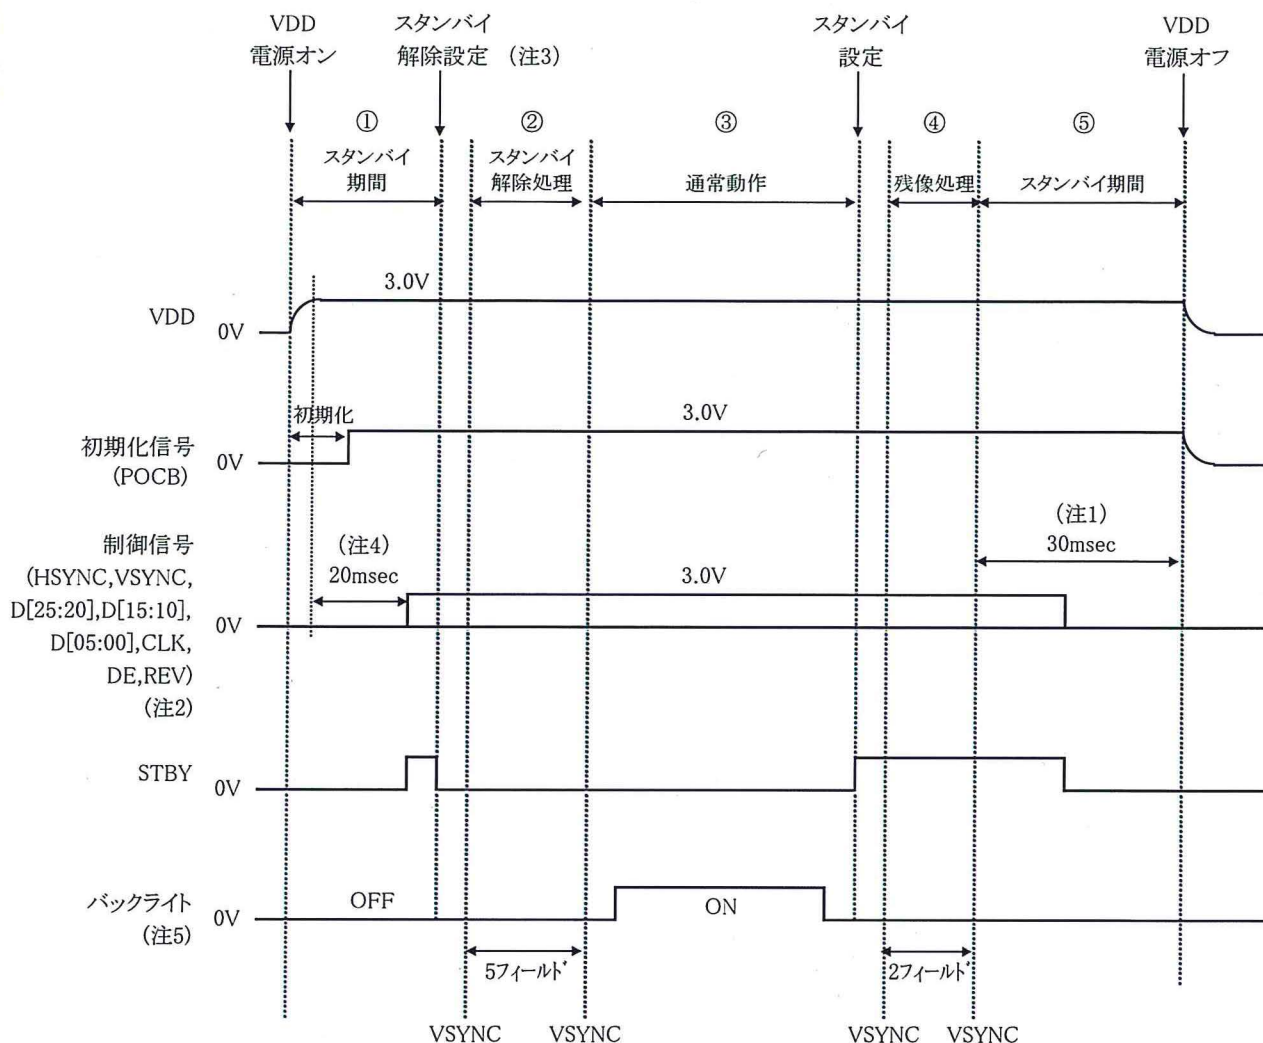 VDD
電源オン
スタンバイ
解除設定 (注3)
スタンバイ
設定
VDD
電源オフ
① ② ③ ④ ⑤
スタンバイ
期間
スタンバイ
解除処理
通常動作
残像処理
スタンバイ期間
3.0V
VDD
0V
初期化
3.0V
初期化信号
(POCB)
0V
制御信号
(HSYNC,VSYNC,
D[25:20],D[15:10],
D[05:00],CLK,
DE,REV)
(注2)
0V
(注4)
20msec
3.0V
(注1)
30msec
STBY
0V
バックライト
(注5)
0V
OFF
ON
5フィールド
2フィールド
VSYNC VSYNC VSYNC VSYNC